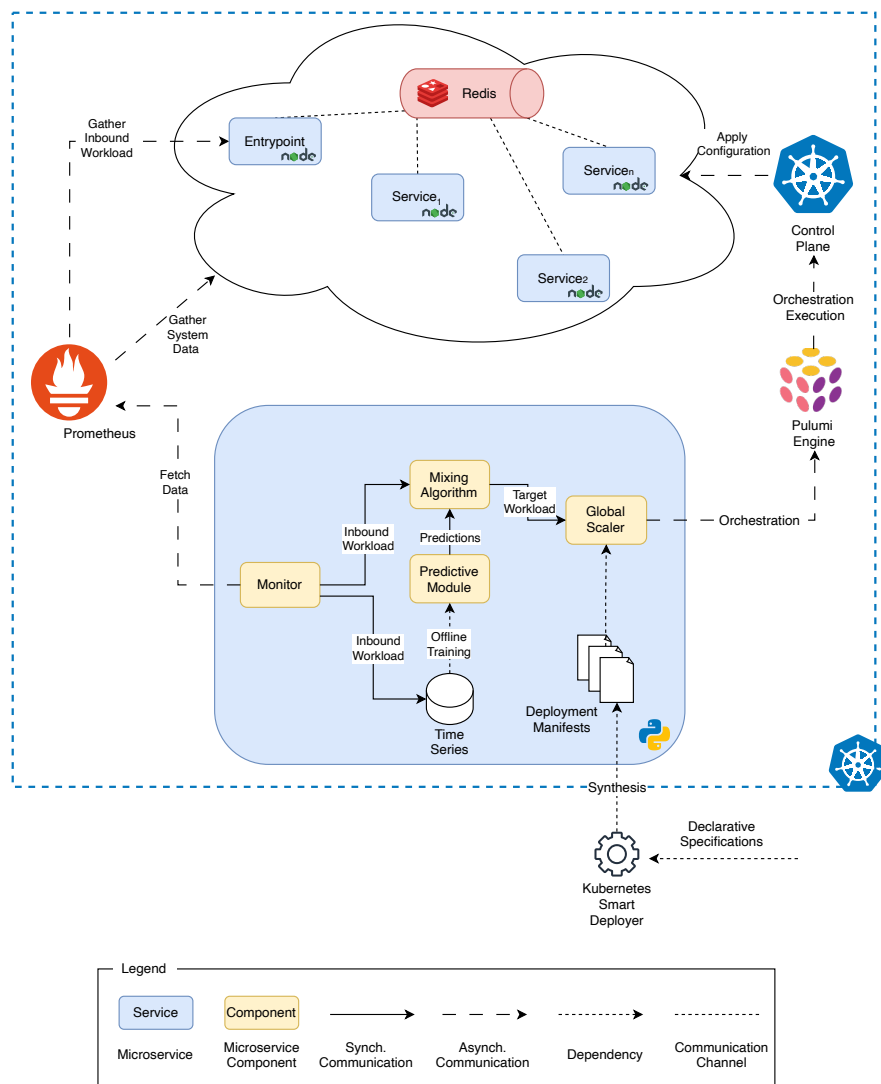 Redis
Gather
Inbound
Workload
Entrypoint
node
Apply
Configuration
Service1
node
Servicen
node
Control
Plane
Service2
node
Gather
System
Data
Orchestration
Execution
Prometheus
Pulumi
Engine
Fetch
Data
Mixing
Algorithm
Target
Workload
Global
Scaler
Orchestration
Inbound
Workload
Predictions
Monitor
Predictive
Module
Inbound
Workload
Offline
Training
Deployment
Manifests
Time
Series
Synthesis
Declarative
Specifications
Kubernetes
Smart
Deployer
Legend
Service
Component
Microservice
Microservice
Component
Synch.
Communication
Asynch.
Communication
Dependency
Communication
Channel